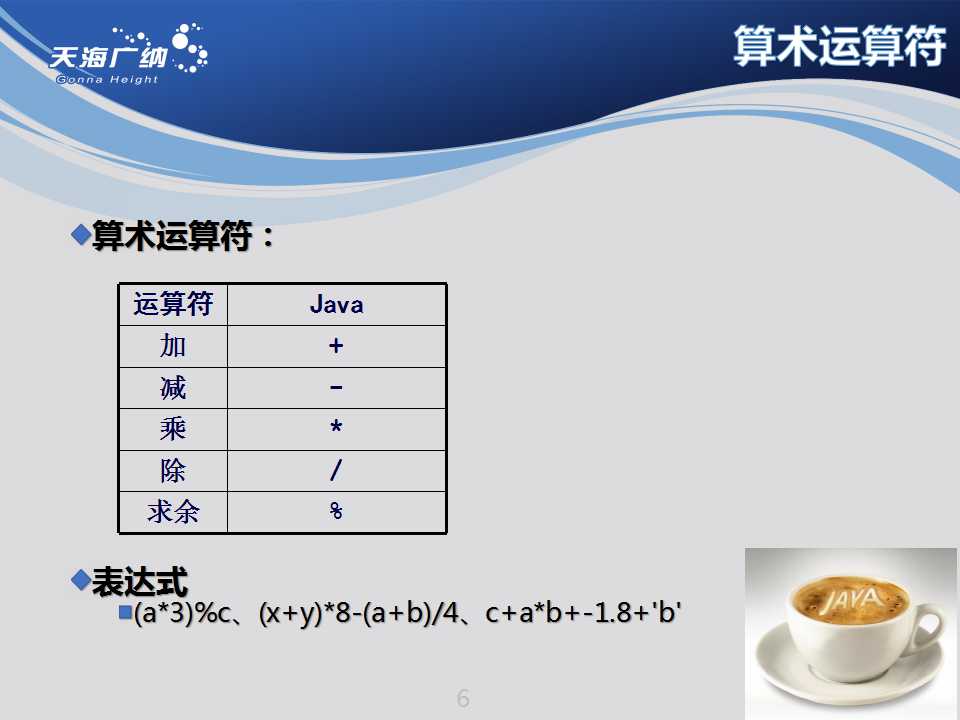 天海广纳
Gonna Height
算术运算符
算术运算符：
运算符 Java
加 +
减 -
乘 *
除 /
求余 %
表达式
(a*3)%c、(x+y)*8-(a+b)/4、c+a*b+-1.8+'b'
JAVA
6